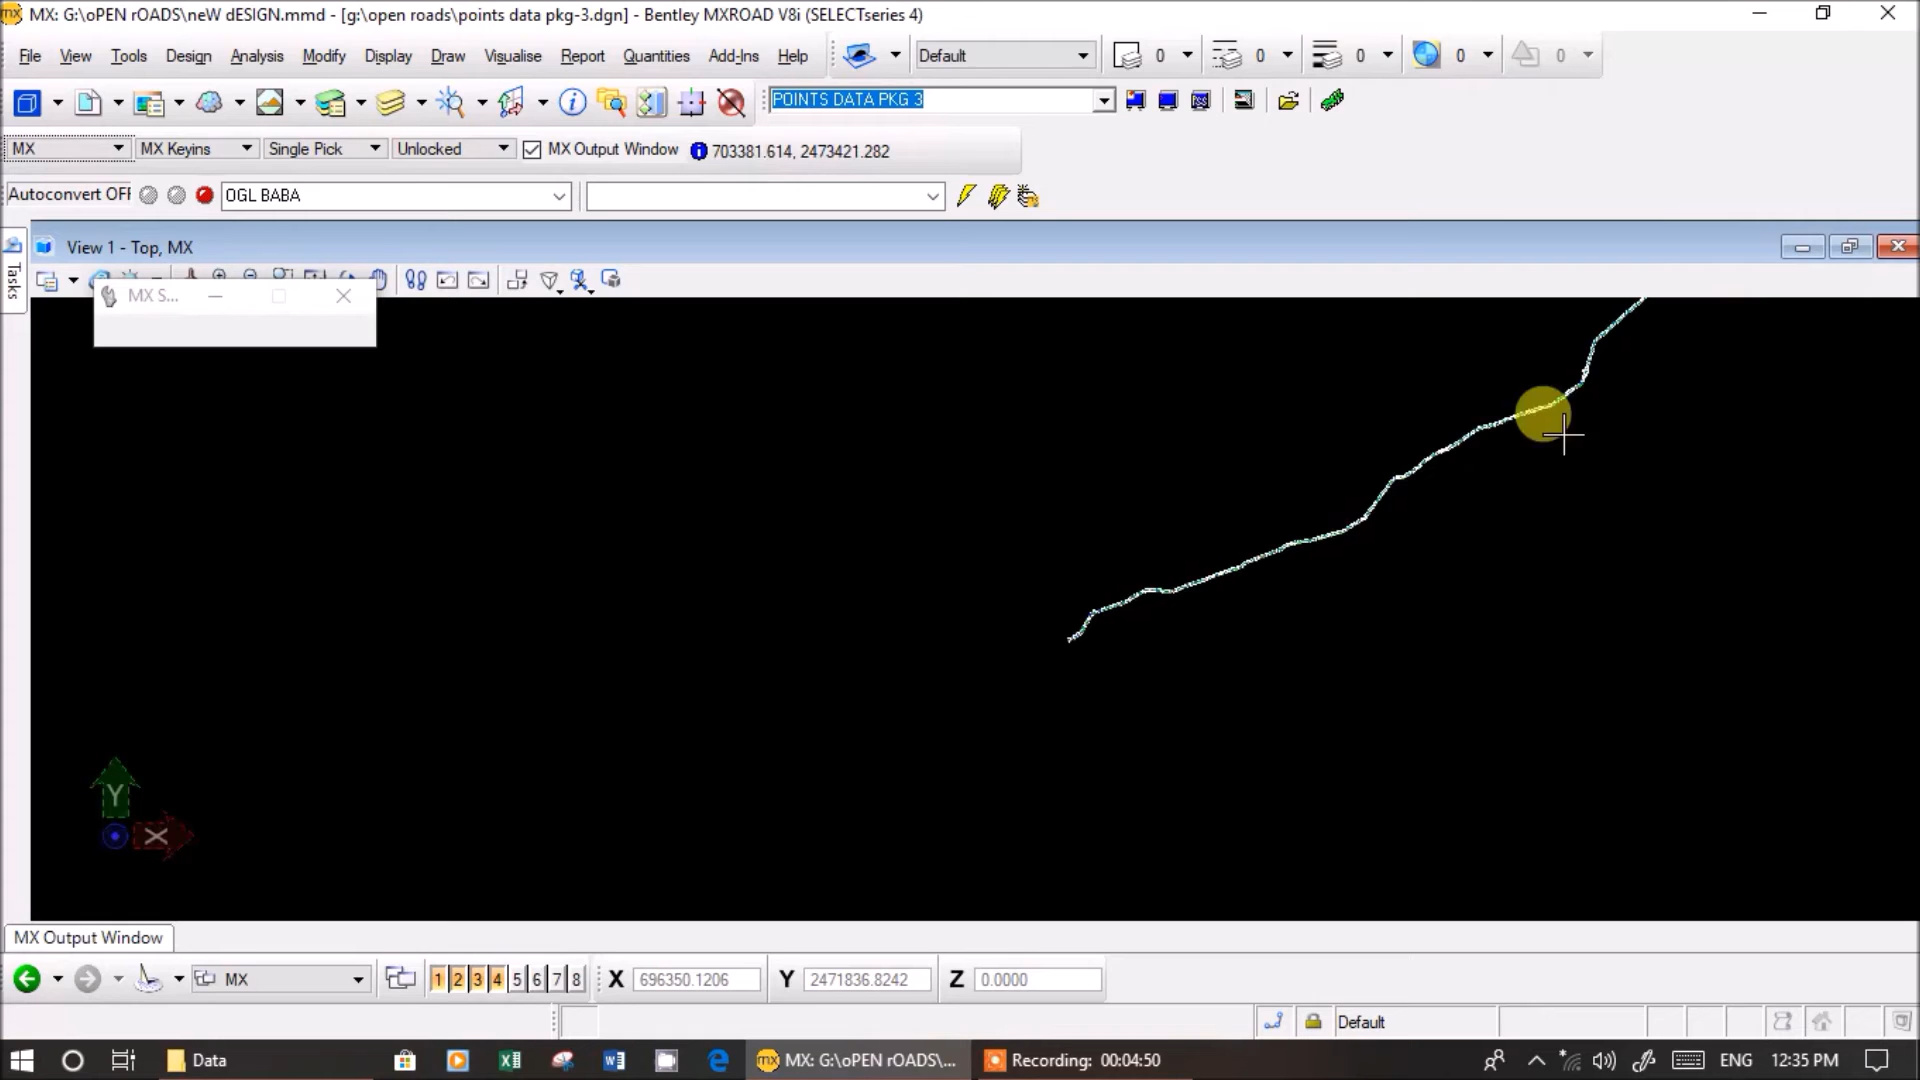 MX: G:\oPEN rOADS\neW dESIGN.mmd - [g:\open roads\points data pkg-3.dgn] - Bentley MXROAD V8i (SELECTseries 4)
File View Tools Design Analysis Modify Display Draw Visualise Report Quantities Add-Ins Help Default 0 0 0 0 0
POINTS DATA PKG 3
MX MX Keyins Single Pick Unlocked MX Output Window 703381.614, 2473421.282
Autoconvert OFF OGL BABA
View 1 - Top, MX
Tasks
MX S...
Y
X
MX Output Window
MX 1 2 3 4 5 6 7 8 X 696350.1206 Y 2471836.8242 Z 0.0000
Default
Data MX: G:\oPEN rOADS\... Recording: 00:04:50 ENG 12:35 PM